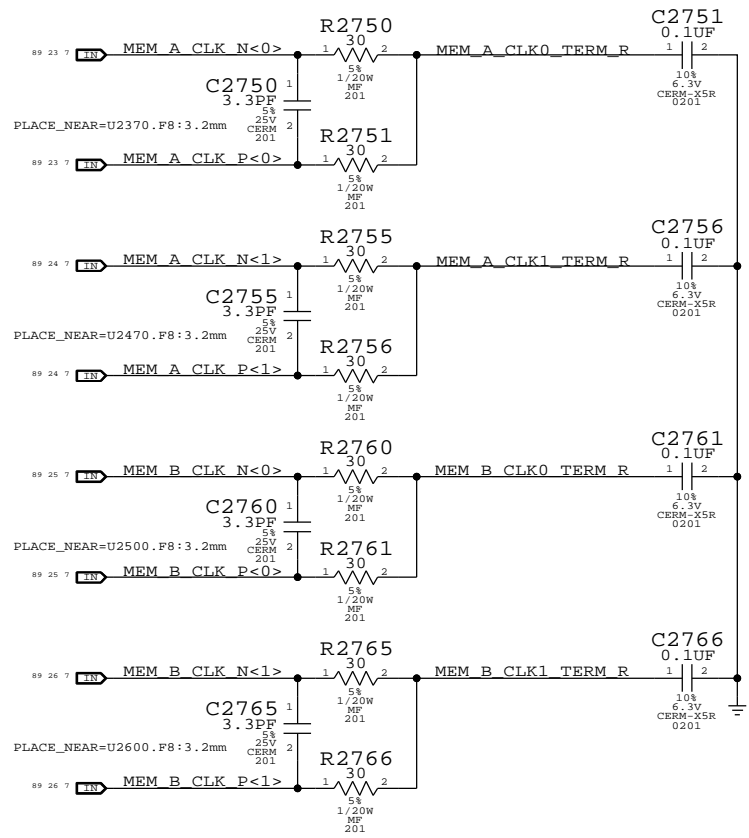 R2750
C2751
89 23 7 IN MEM_A_CLK_N<0> 1 30 2 MEM_A_CLK0_TERM_R 0.1UF
1 2
5%
1/20W
MF
201
10%
6.3V
CERM-X5R
0201
C2750 1
3.3PF
5%
25V
CERM 2
201
PLACE_NEAR=U2370.F8:3.2mm
R2751
89 23 7 IN MEM_A_CLK_P<0> 1 30 2
5%
1/20W
MF
201
R2755
C2756
89 24 7 IN MEM_A_CLK_N<1> 1 30 2 MEM_A_CLK1_TERM_R 0.1UF
1 2
5%
1/20W
MF
201
10%
6.3V
CERM-X5R
0201
C2755 1
3.3PF
5%
25V
CERM 2
201
PLACE_NEAR=U2470.F8:3.2mm
R2756
89 24 7 IN MEM_A_CLK_P<1> 1 30 2
5%
1/20W
MF
201
R2760
C2761
89 25 7 IN MEM_B_CLK_N<0> 1 30 2 MEM_B_CLK0_TERM_R 0.1UF
1 2
5%
1/20W
MF
201
10%
6.3V
CERM-X5R
0201
C2760 1
3.3PF
5%
25V
CERM 2
201
PLACE_NEAR=U2500.F8:3.2mm
R2761
89 25 7 IN MEM_B_CLK_P<0> 1 30 2
5%
1/20W
MF
201
R2765
C2766
89 26 7 IN MEM_B_CLK_N<1> 1 30 2 MEM_B_CLK1_TERM_R 0.1UF
1 2
5%
1/20W
MF
201
10%
6.3V
CERM-X5R
0201
C2765 1
3.3PF
5%
25V
CERM 2
201
PLACE_NEAR=U2600.F8:3.2mm
R2766
89 26 7 IN MEM_B_CLK_P<1> 1 30 2
5%
1/20W
MF
201